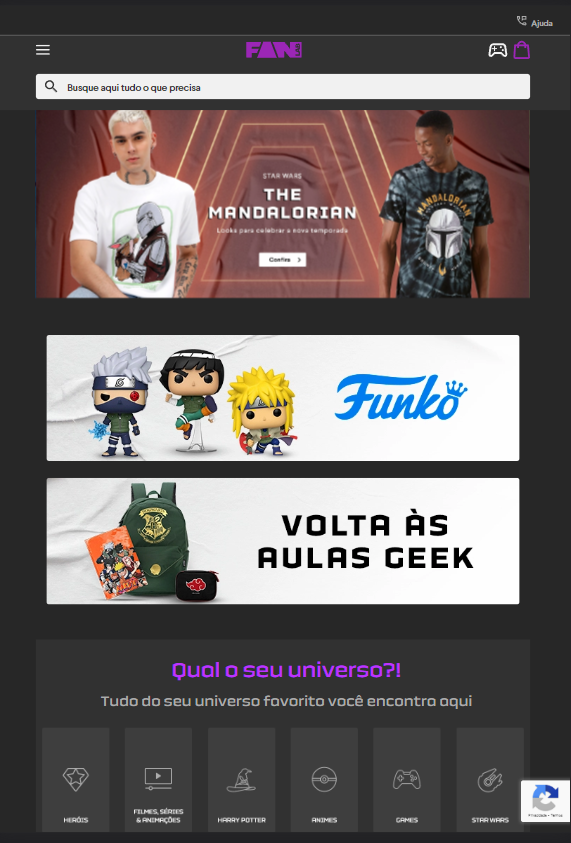 Ajuda
FAN
Busque aqui tudo o que precisa
STAR WARS
THE
MANDALORIAN
Looks para celebrar a nova temporada
Confira
MANDALORIAN
Funko
VOLTA ÀS
AULAS GEEK
Qual o seu universo?!
Tudo do seu universo favorito você encontra aqui
HERÓIS
FILMES, SÉRIES
& ANIMAÇÕES
HARRY POTTER
ANIMES
GAMES
STAR WARS
Privacidade - Termos